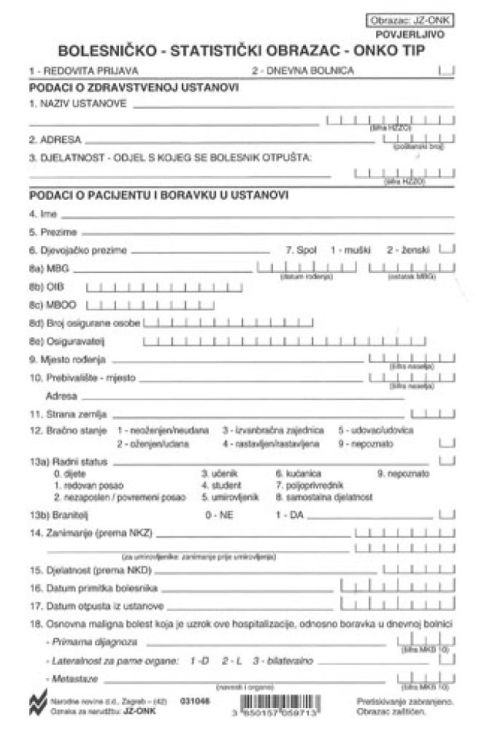 Obrazac: JZ-ONK
POVJERLJIVO
BOLESNIČKO - STATISTIČKI OBRAZAC - ONKO TIP
1 - REDOVITA PRIJAVA 2 - DNEVNA BOLNICA
PODACI O ZDRAVSTVENOJ USTANOVI
1. NAZIV USTANOVE
(šifra HZZO)
2. ADRESA
(poštanski broj)
3. DJELATNOST - ODJEL S KOJEG SE BOLESNIK OTPUŠTA:
(šifra HZZO)
PODACI O PACIJENTU I BORAVKU U USTANOVI
4. Ime
5. Prezime
6. Djevojačko prezime 7. Spol 1 - muški 2 - ženski
8a) MBG
(datum rođenja) (ostatak MBG)
8b) OIB
8c) MBOO
8d) Broj osigurane osobe
8e) Osiguravatelj
9. Mjesto rođenja
(šifra naselja)
10. Prebivalište - mjesto
(šifra naselja)
Adresa
11. Strana zemlja
12. Bračno stanje 1 - neoženjen/neudana 3 - izvanbračna zajednica 5 - udovac/udovica
2 - oženjen/udana 4 - rastavljen/rastavljena 9 - nepoznato
13a) Radni status
0. dijete 3. učenik 6. kućanica 9. nepoznato
1. redovan posao 4. student 7. poljoprivrednik
2. nezaposlen / povremeni posao 5. umirovljenik 8. samostalna djelatnost
13b) Branitelj 0 - NE 1 - DA
14. Zanimanje (prema NKZ)
(za umirovljenike: zanimanje prije umirovljenja)
15. Djelatnost (prema NKD)
16. Datum primitka bolesnika
17. Datum otpusta iz ustanove
18. Osnovna maligna bolest koja je uzrok ove hospitalizacije, odnosno boravka u dnevnoj bolnici
- Primarna dijagnoza
(šifra MKB 10)
- Lateralnost za parne organe: 1 -D 2 - L 3 - bilateralno
- Metastaze
(navesti i organe) (šifra MKB 10)
Narodne novine d.d., Zagreb - (42) 031046 Pretiskivanje zabranjeno.
Oznaka za narudžbu: JZ-ONK 3 850157 059713 Obrazac zaštićen.